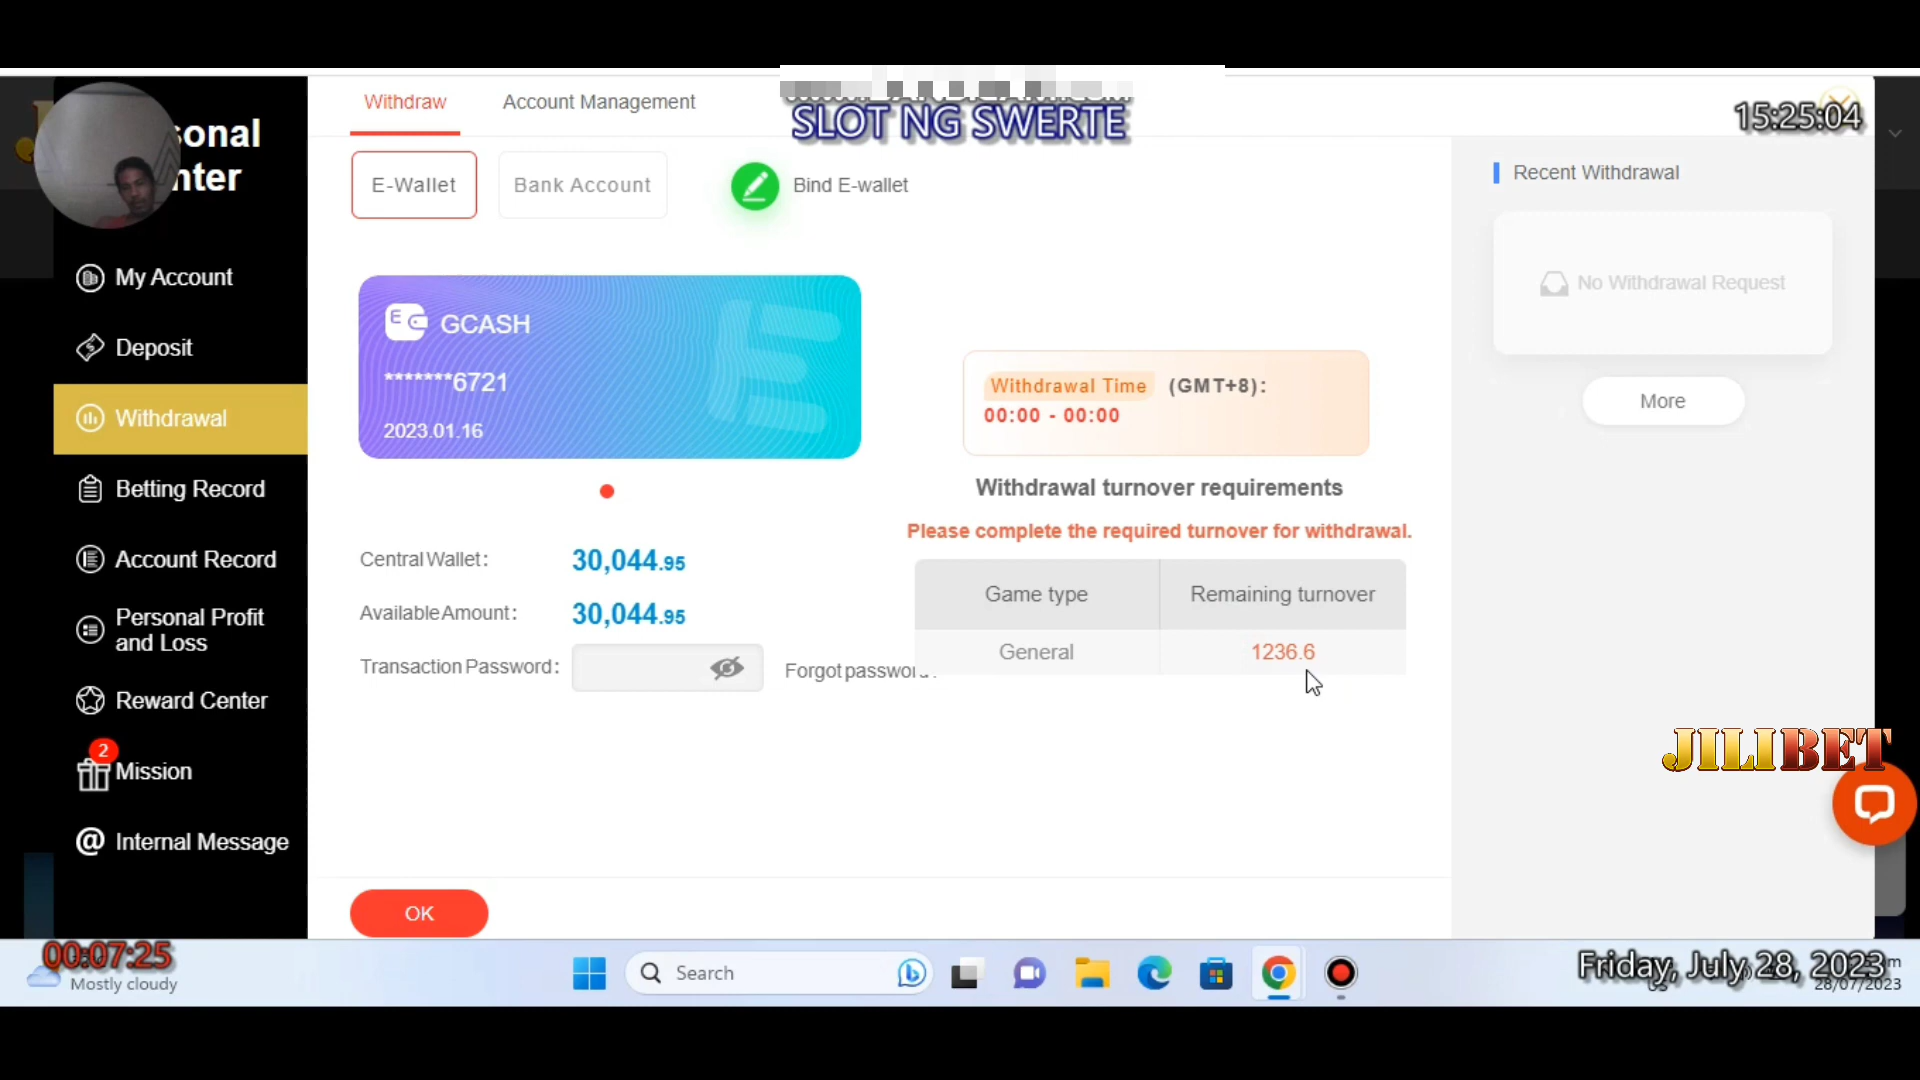 SLOT NG SWERTE
15:25:04
sonal
nter
My Account
Deposit
Withdrawal
Betting Record
Account Record
Personal Profit
and Loss
Reward Center
2
Mission
Internal Message
Withdraw
Account Management
E-Wallet
Bank Account
Bind E-wallet
E
GCASH
*******6721
2023.01.16
Central Wallet:
30,044.95
Available Amount:
30,044.95
Transaction Password:
Forgot password
Withdrawal Time (GMT+8):
00:00 - 00:00
Withdrawal turnover requirements
Please complete the required turnover for withdrawal.
Game type
Remaining turnover
General
1236.6
Recent Withdrawal
No Withdrawal Request
More
JILIBET
OK
00:07:25
Mostly cloudy
Search
Friday, July 28, 2023
28/07/2023